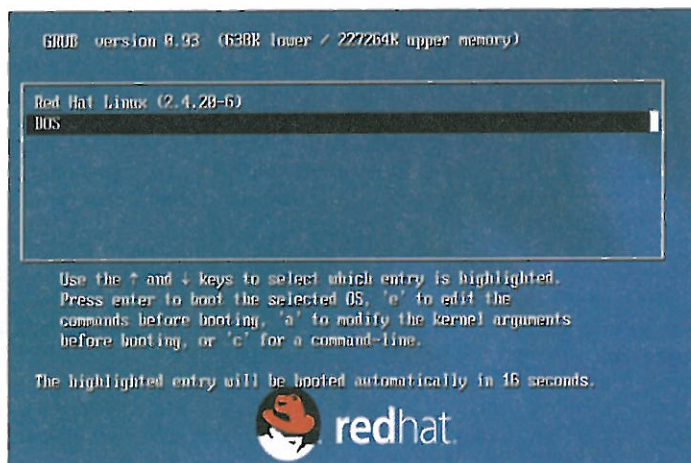 GRUB version 0.93 (638K lower / 227264K upper memory)
Red Hat Linux (2.4.20-6)
DOS
Use the ↑ and ↓ keys to select which entry is highlighted.
Press enter to boot the selected OS, 'e' to edit the
commands before booting, 'a' to modify the kernel arguments
before booting, or 'c' for a command-line.
The highlighted entry will be booted automatically in 16 seconds.
redhat.